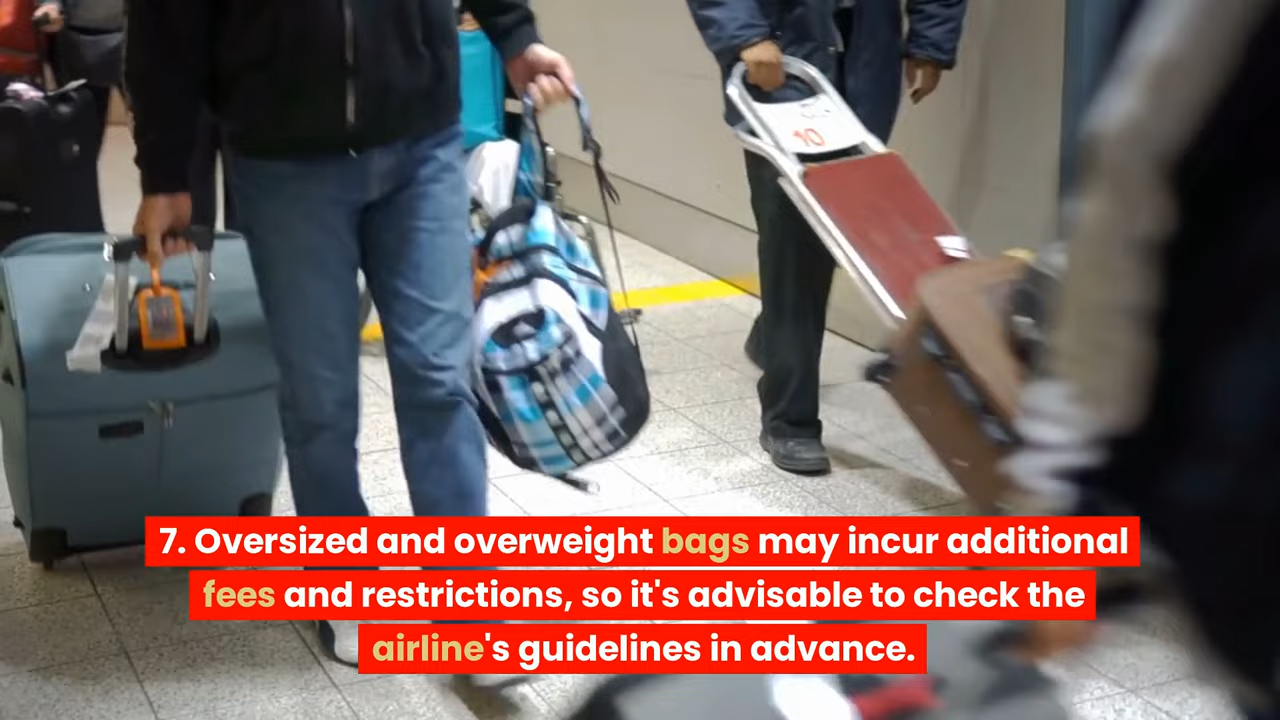 10
7. Oversized and overweight bags may incur additional
fees and restrictions, so it's advisable to check the
airline's guidelines in advance.